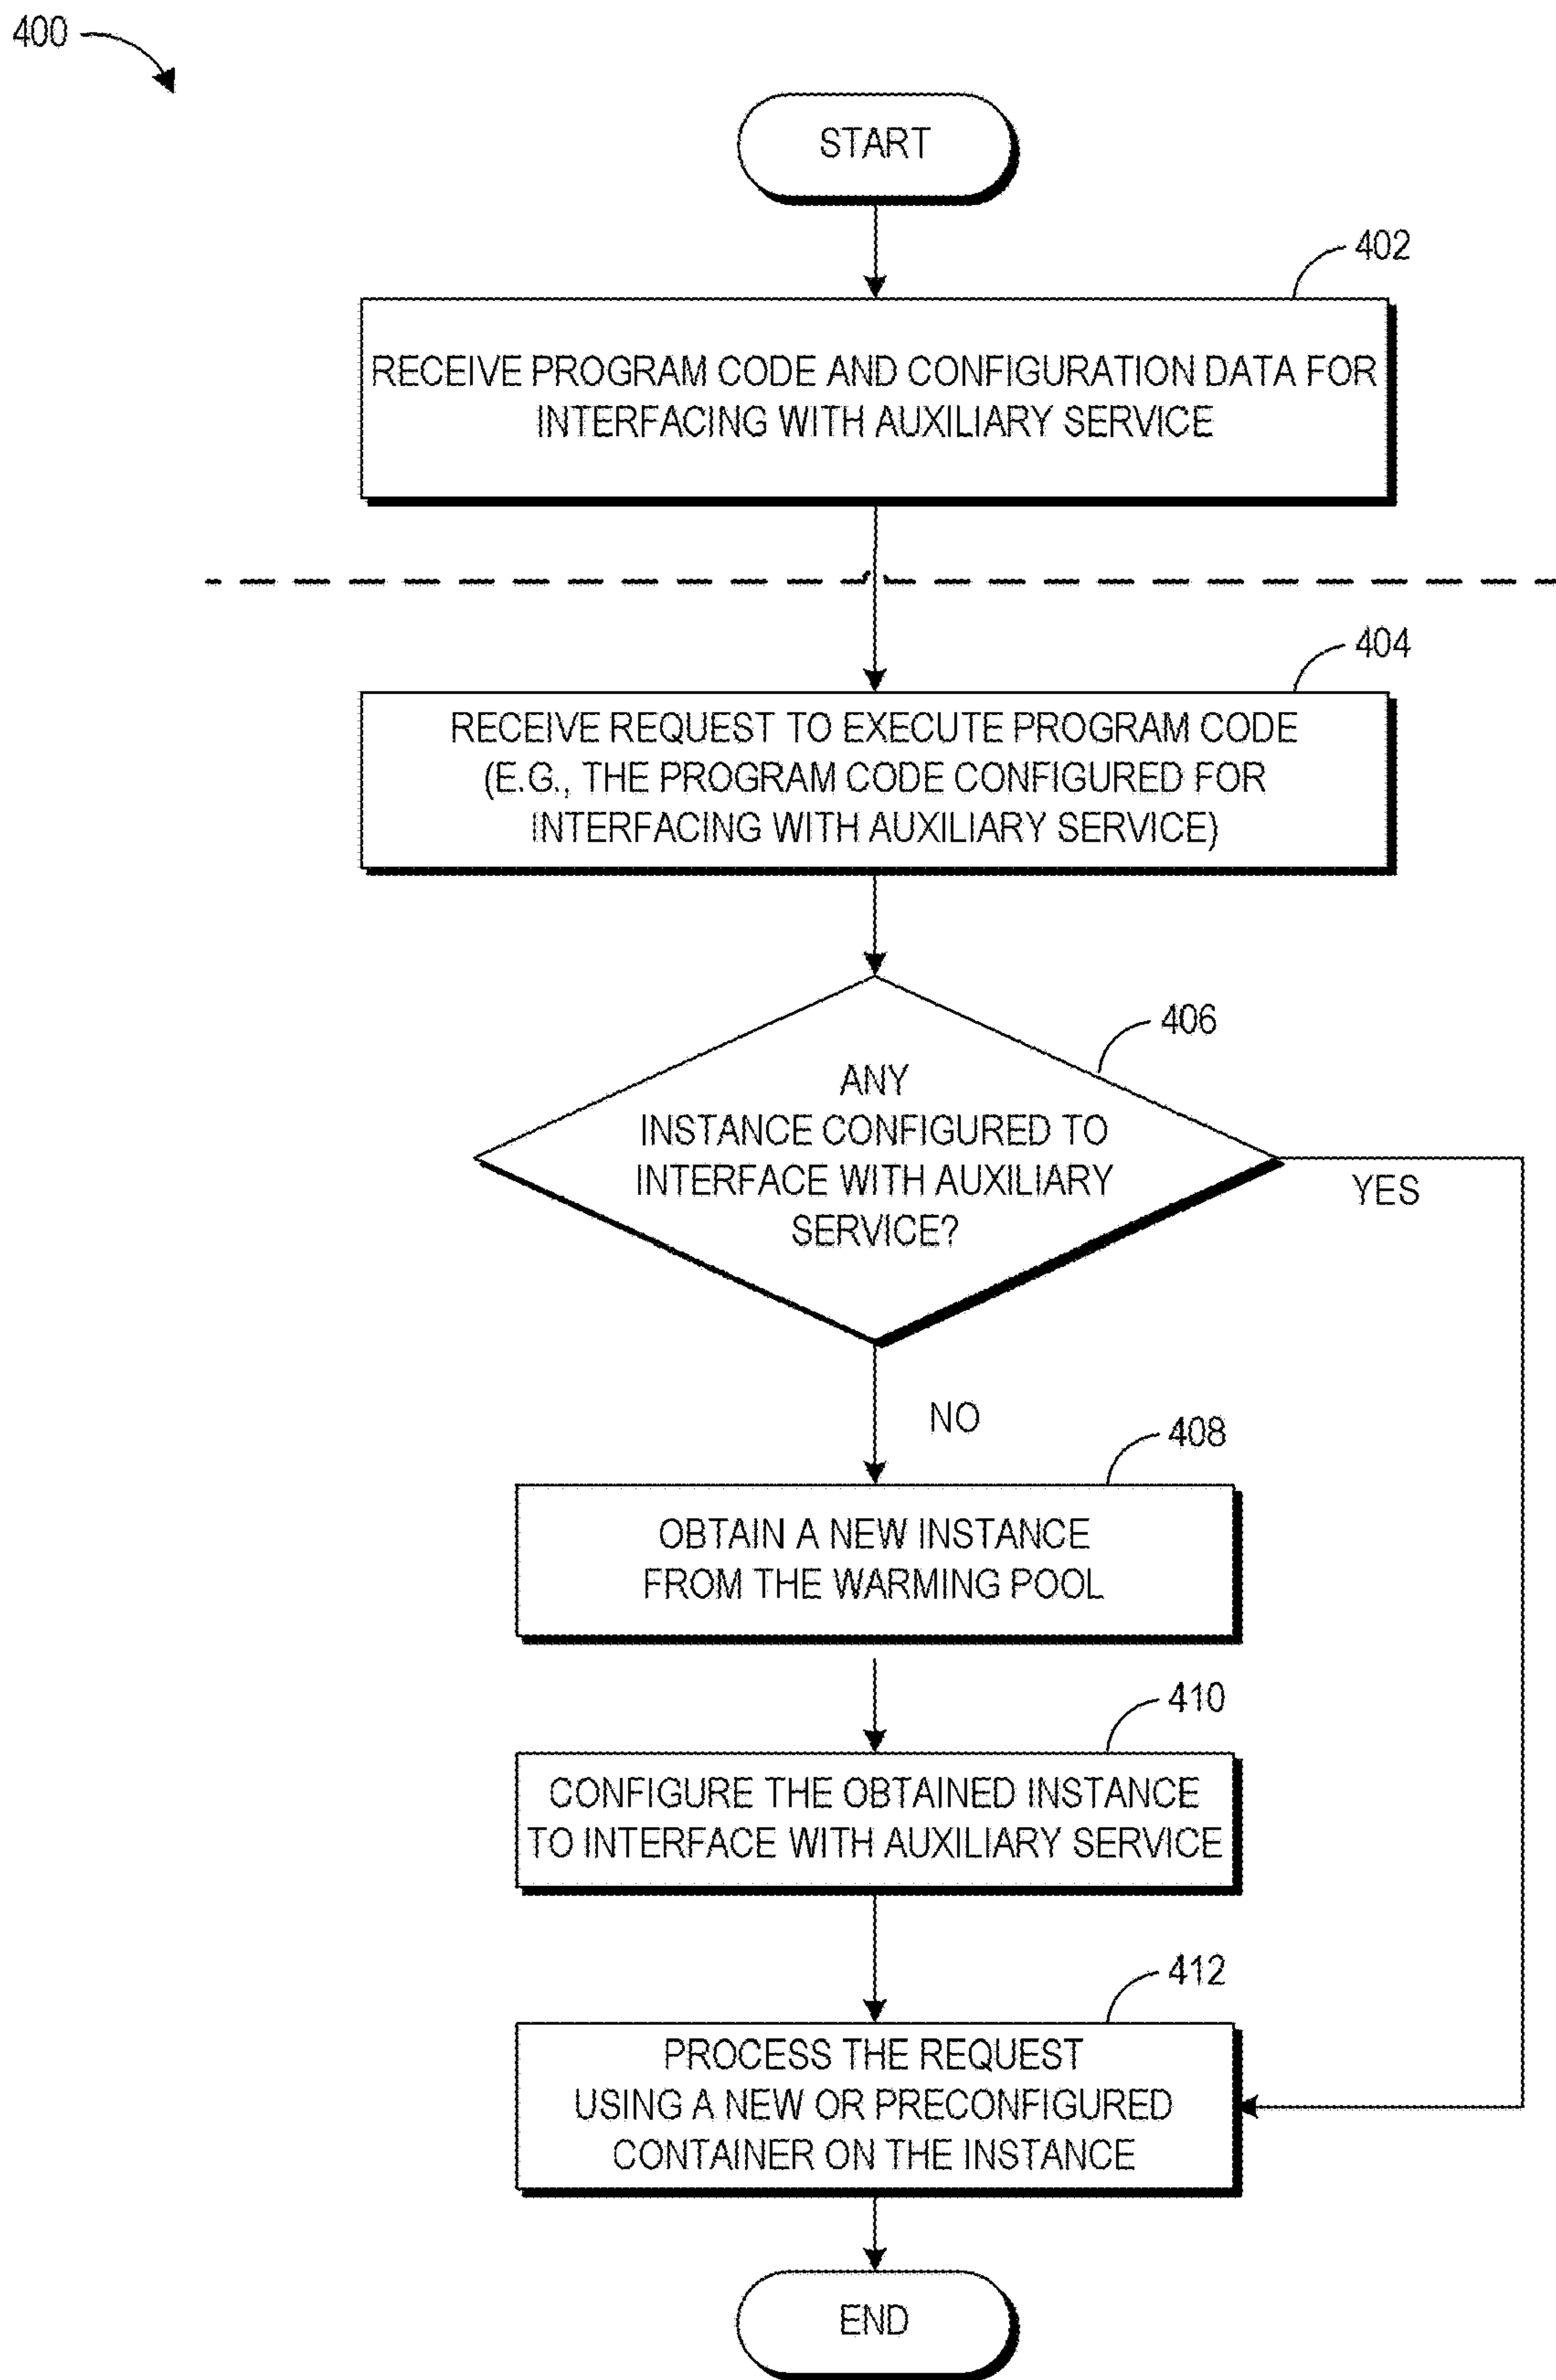 400
START
402
RECEIVE PROGRAM CODE AND CONFIGURATION DATA FOR
INTERFACING WITH AUXILIARY SERVICE
404
RECEIVE REQUEST TO EXECUTE PROGRAM CODE
(E.G., THE PROGRAM CODE CONFIGURED FOR
INTERFACING WITH AUXILIARY SERVICE)
406
ANY
INSTANCE CONFIGURED TO
INTERFACE WITH AUXILIARY
SERVICE?
YES
NO
408
OBTAIN A NEW INSTANCE
FROM THE WARMING POOL
410
CONFIGURE THE OBTAINED INSTANCE
TO INTERFACE WITH AUXILIARY SERVICE
412
PROCESS THE REQUEST
USING A NEW OR PRECONFIGURED
CONTAINER ON THE INSTANCE
END